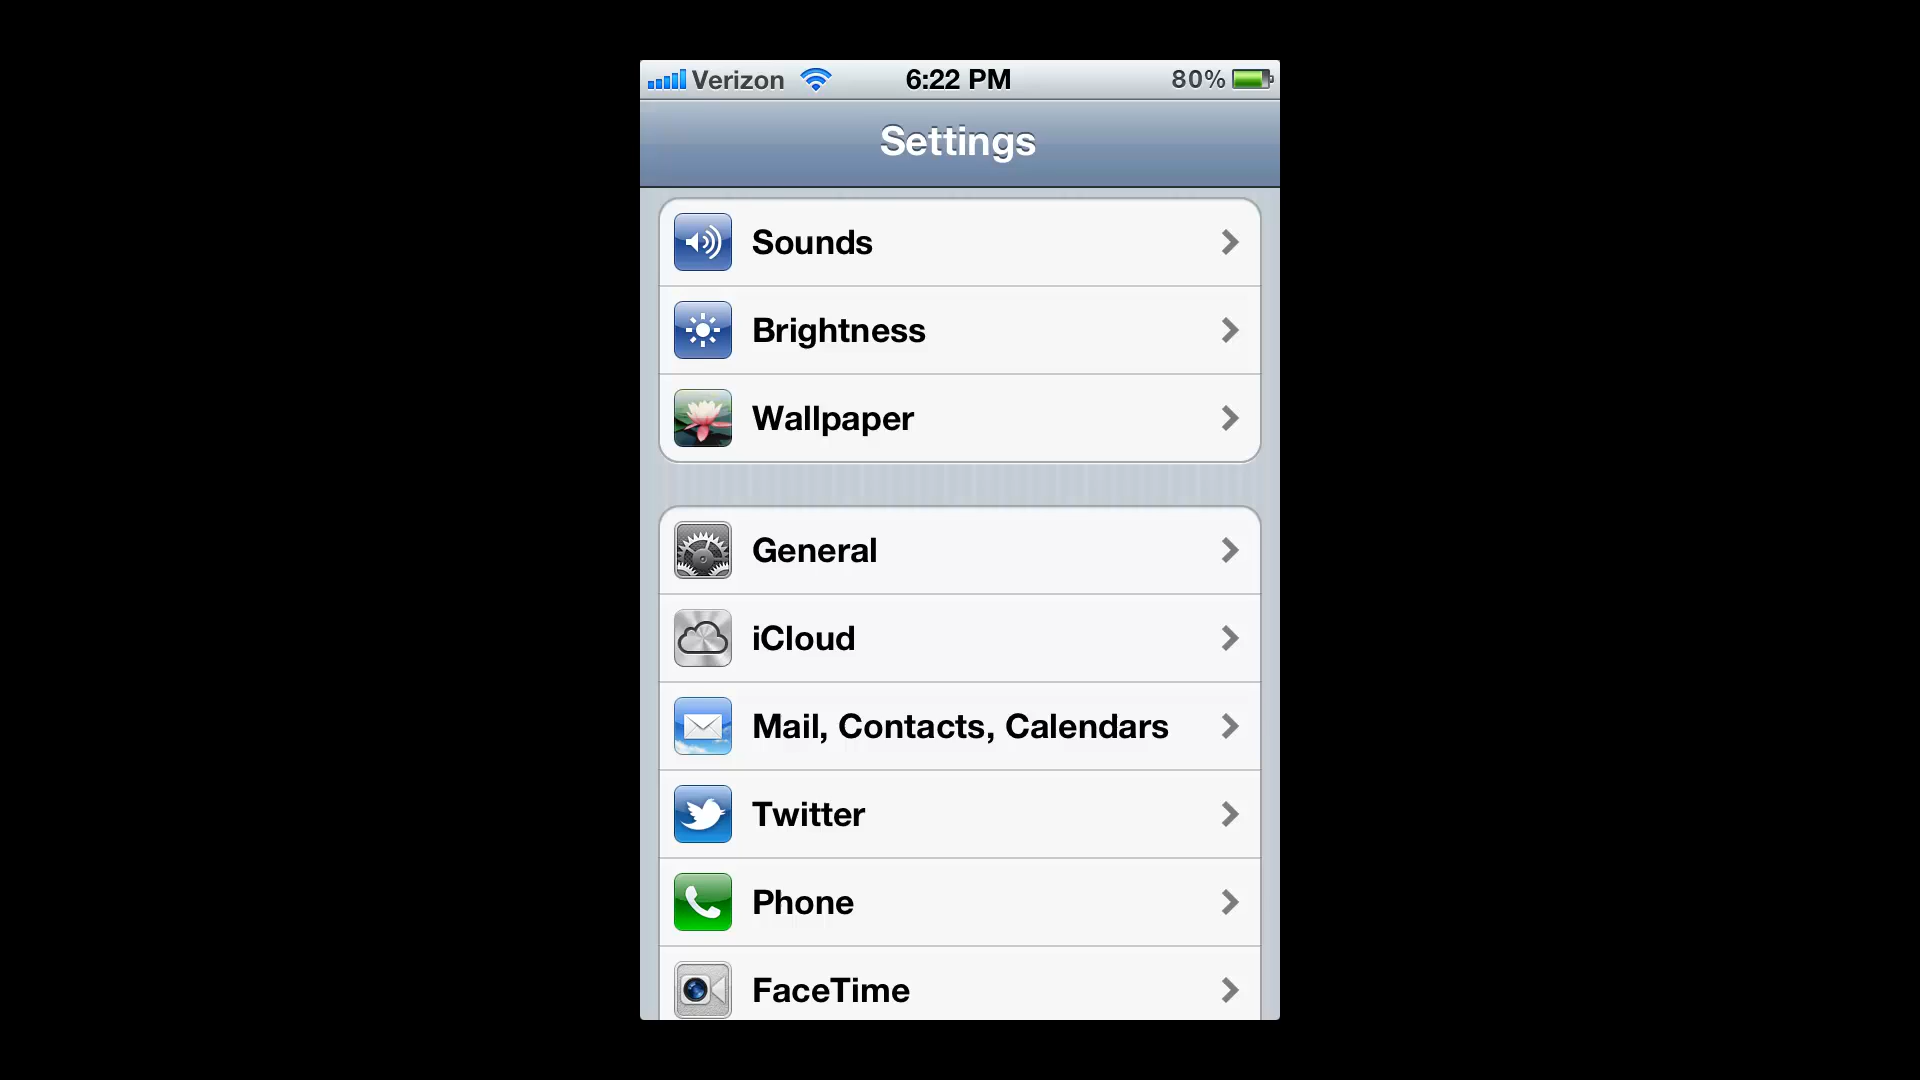 Verizon 6:22 PM 80%
Settings
Sounds
Brightness
Wallpaper
General
iCloud
Mail, Contacts, Calendars
Twitter
Phone
FaceTime